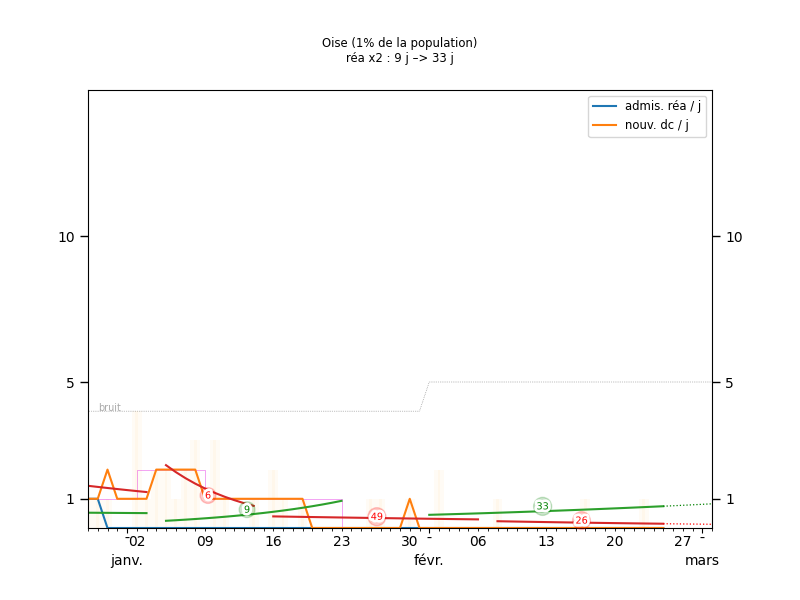 Oise (1% de la population)
réa x2 : 9 j –> 33 j
admis. réa / j
nouv. dc / j
10 10
5 5
bruit
1 1
6 9 49 33 26
02 09 16 23 30 06 13 20 27
janv. févr. mars